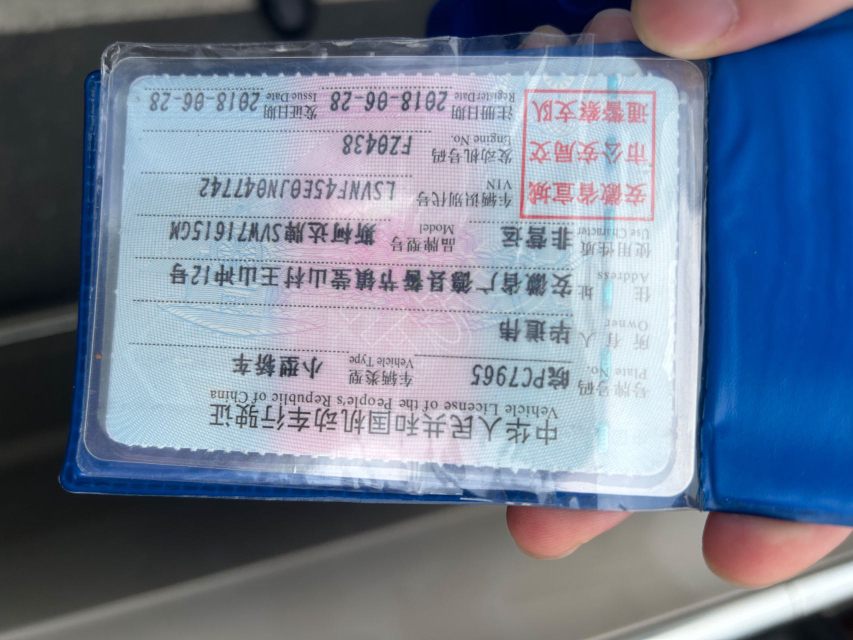 中华人民共和国机动车行驶证
Vehicle License of the People's Republic of China
号牌号码 皖PC7965 车辆类型 小型轿车
Plate No. Vehicle Type
所有人 毕道伟
Owner
住址 安徽省广德县誓节镇茆山村王山冲12号
Address
使用性质 非营运 品牌型号 斯柯达牌SVW71615GM
Use Character Model
安徽省宣城
市公安局交
通警察支队
车辆识别代号 LSVNF45E0JN047742
VIN
发动机号码 FZ0438
Engine No.
注册日期 2018-06-28 发证日期 2018-06-28
Register Date Issue Date